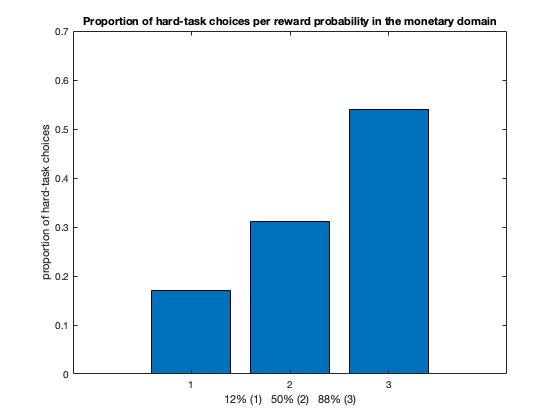 Proportion of hard-task choices per reward probability in the monetary domain
0.7
0.6
0.5
0.4
0.3
0.2
0.1
0
proportion of hard-task choices
1 2 3
12% (1) 50% (2) 88% (3)